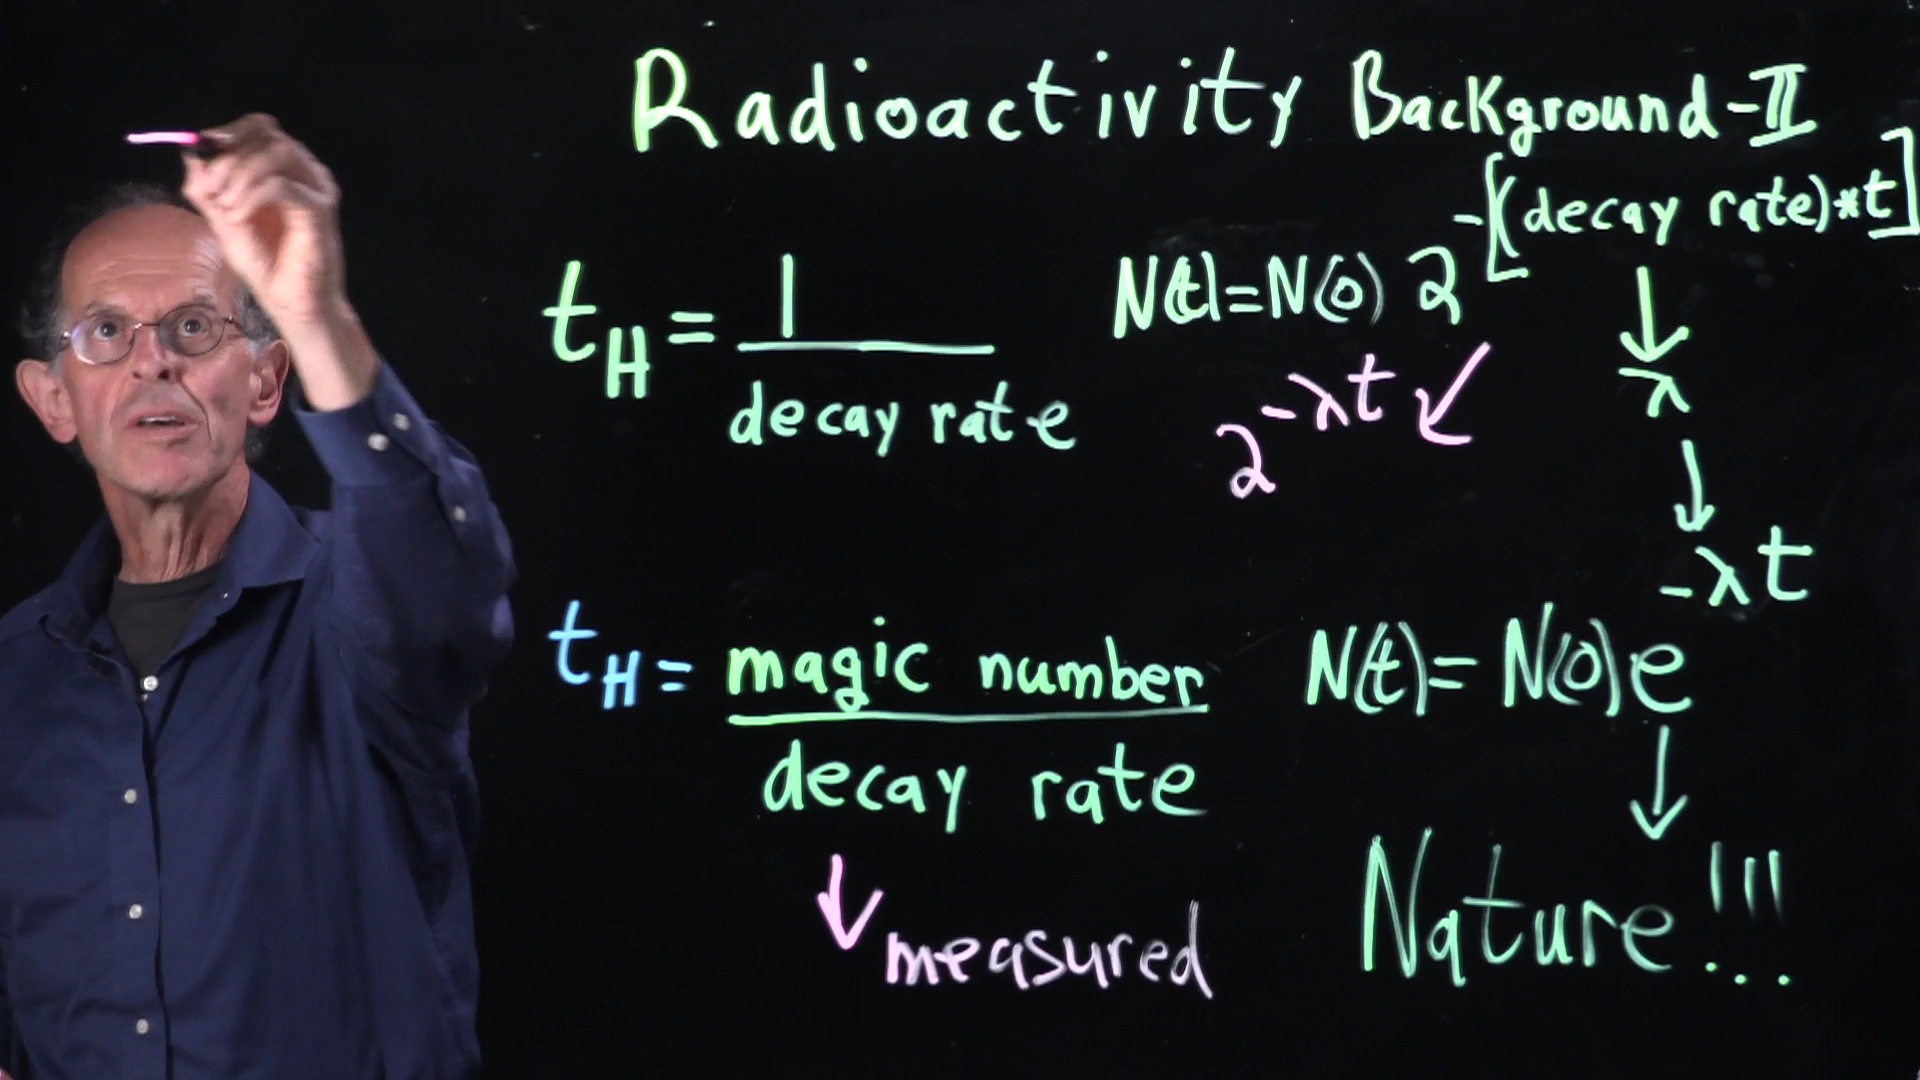 Radioactivity Background-II
t_H = 1 / decay rate
N(t)=N(0) 2^-[(decay rate)*t]
↓
λ
2^-λt ↙
↓
t_H = magic number / decay rate
N(t)= N(0) e^-λt
↓ measured
↓
Nature!!!